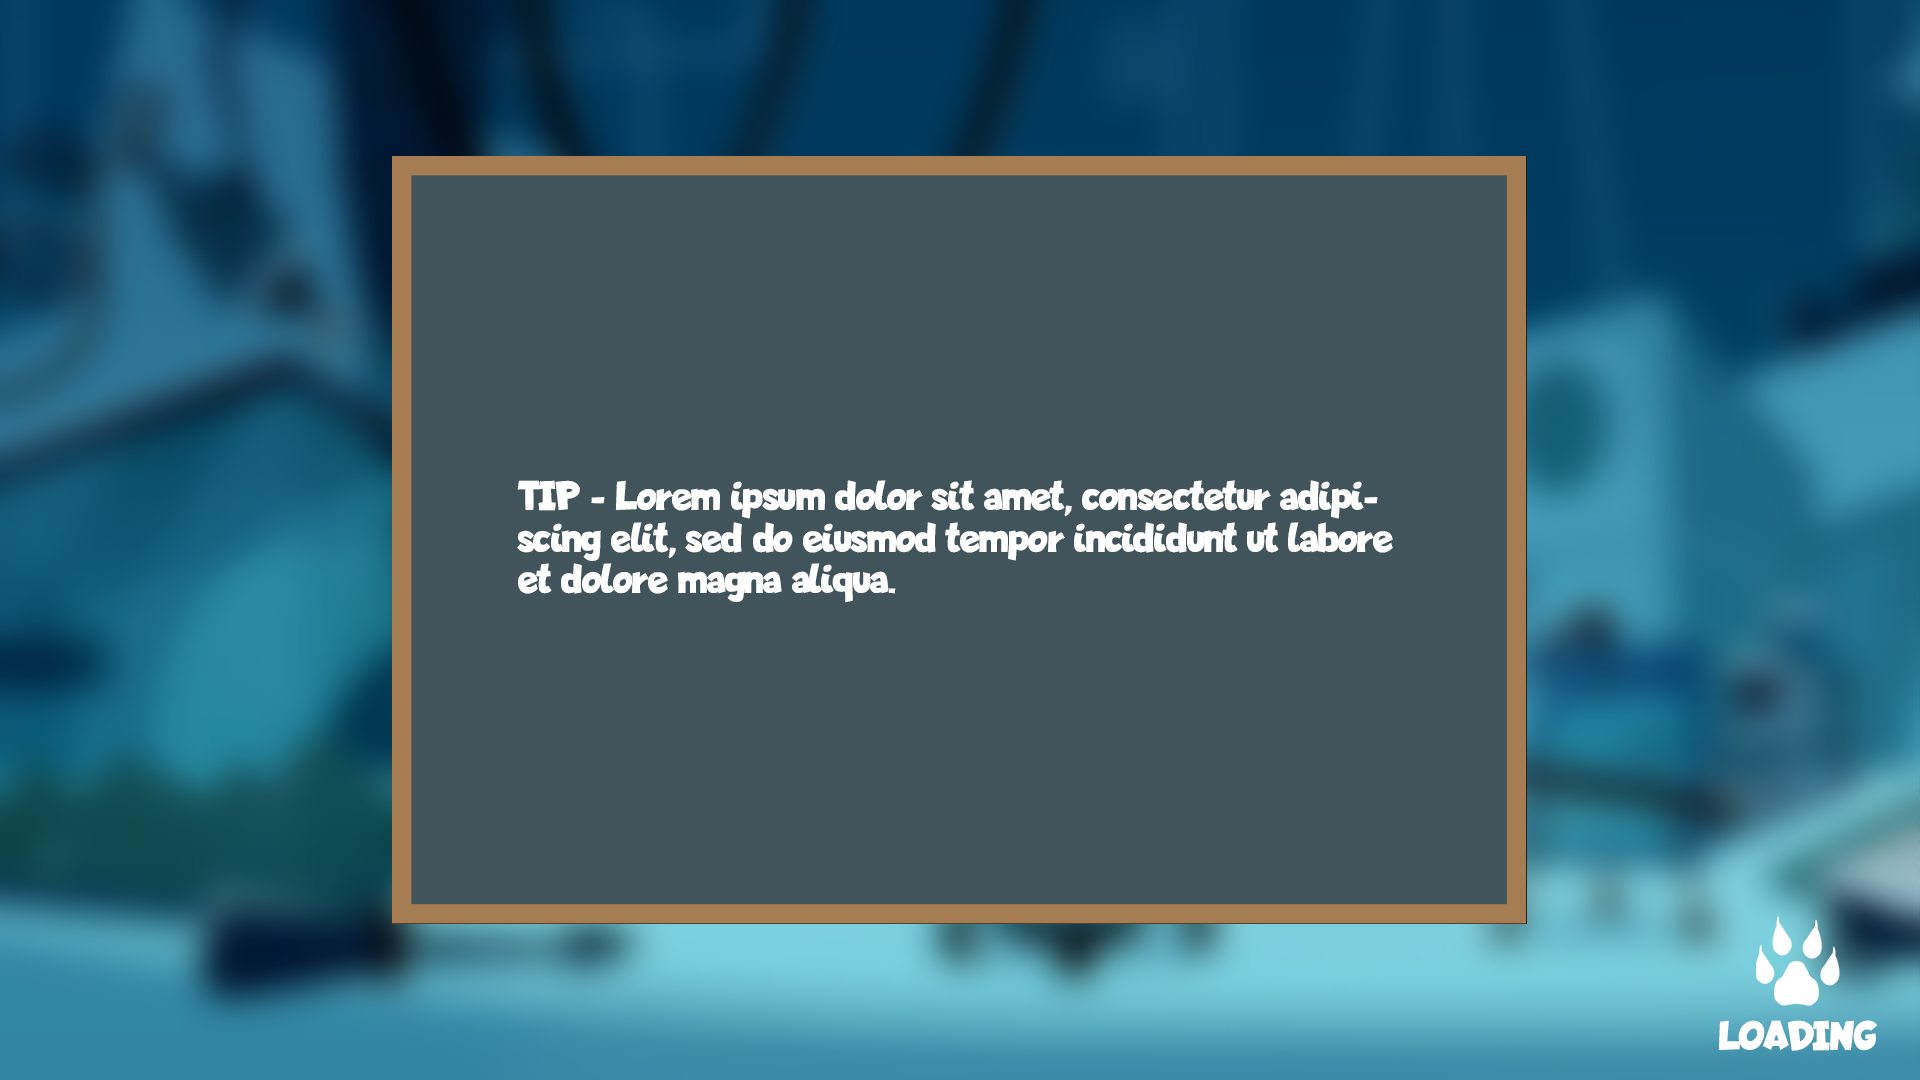 TIP - Lorem ipsum dolor sit amet, consectetur adipi-
scing elit, sed do eiusmod tempor incididunt ut labore
et dolore magna aliqua.
LOADING